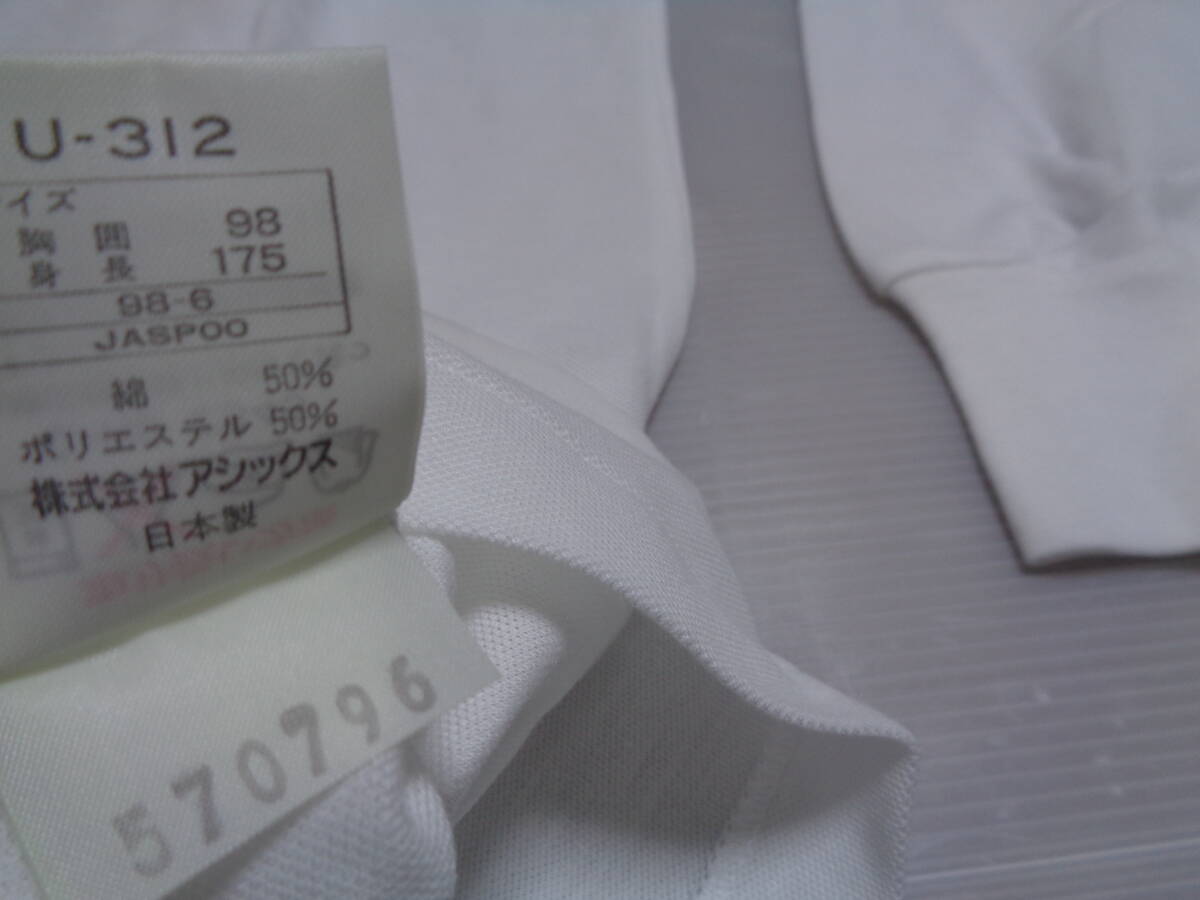 U-312
イズ
胸囲 98
身長 175
98-6
JASPOO
綿 50%
ポリエステル 50%
株式会社アシックス
日本製
570796